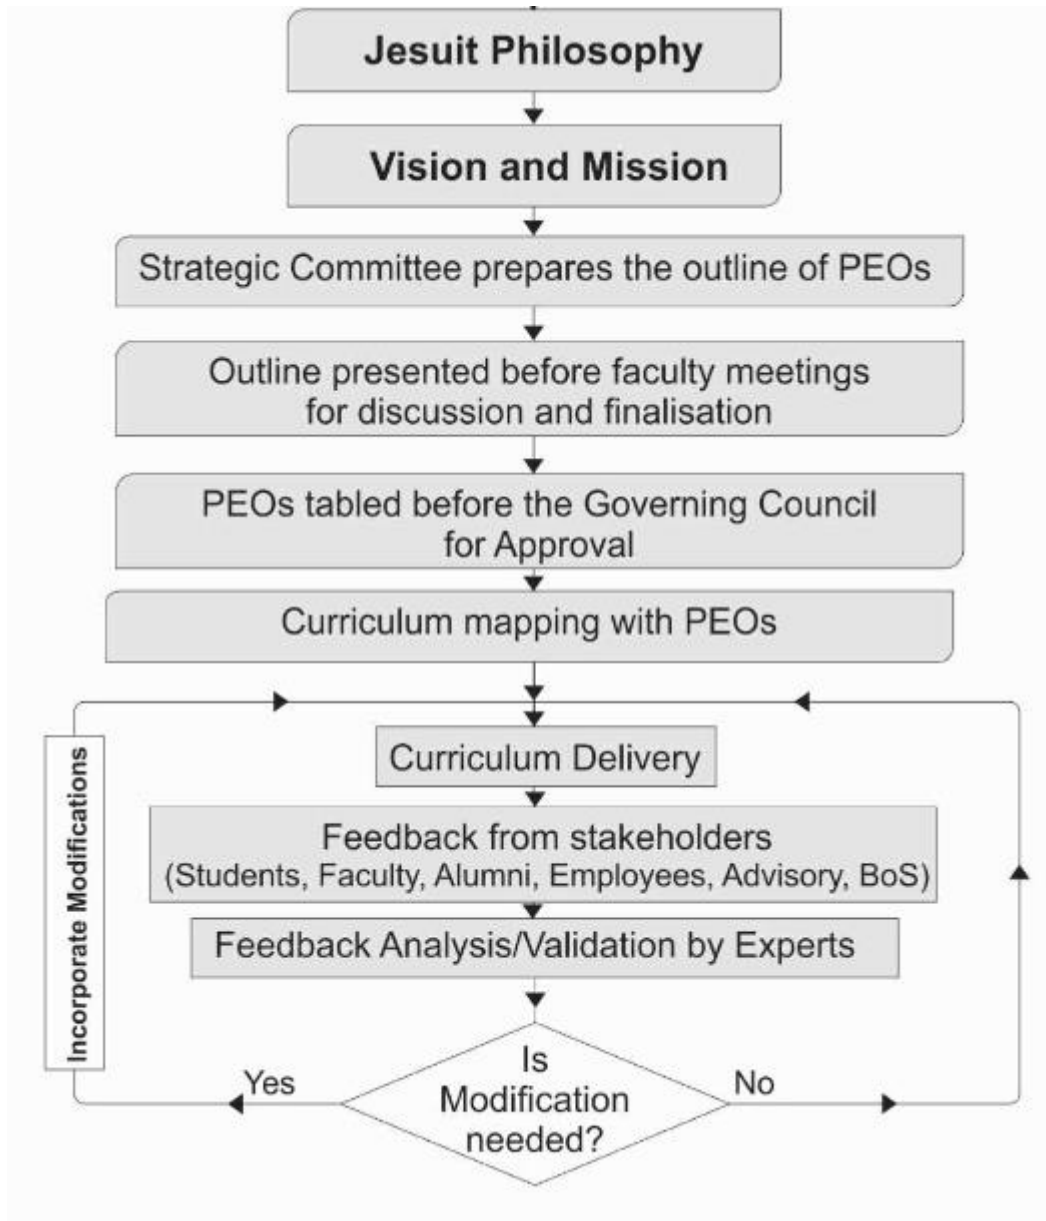 Jesuit Philosophy
Vision and Mission
Strategic Committee prepares the outline of PEOs
Outline presented before faculty meetings
for discussion and finalisation
PEOs tabled before the Governing Council
for Approval
Curriculum mapping with PEOs
Curriculum Delivery
Feedback from stakeholders
(Students, Faculty, Alumni, Employees, Advisory, BoS)
Feedback Analysis/Validation by Experts
Incorporate Modifications
Is
Modification
needed?
Yes
No